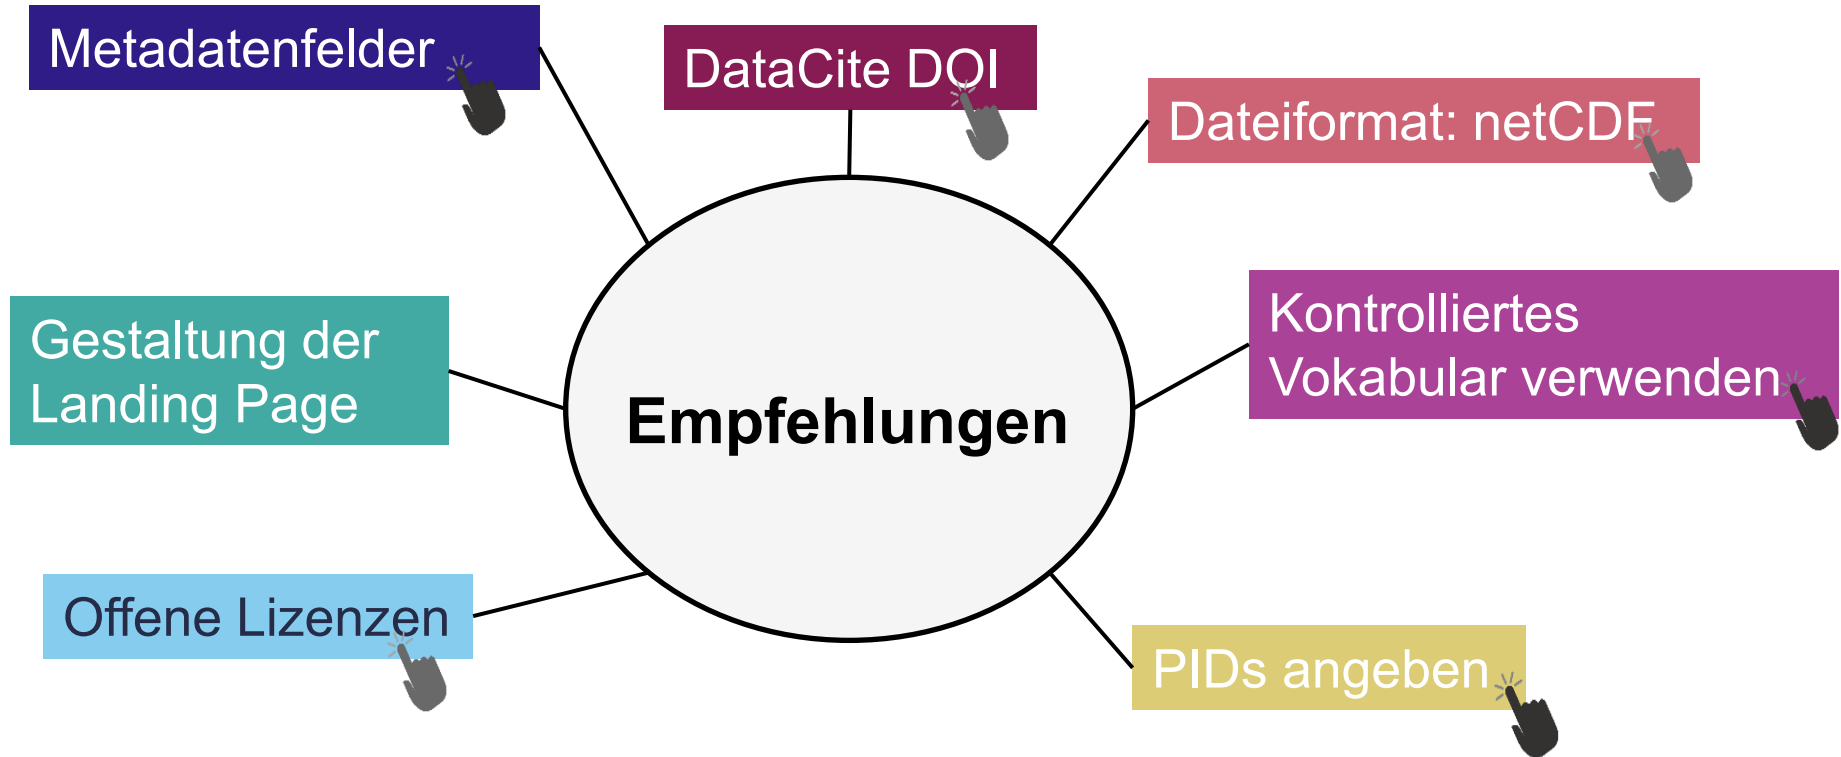 Metadatenfelder
DataCite DOI
Dateiformat: netCDF
Gestaltung der
Landing Page
Kontrolliertes
Vokabular verwenden
Empfehlungen
Offene Lizenzen
PIDs angeben